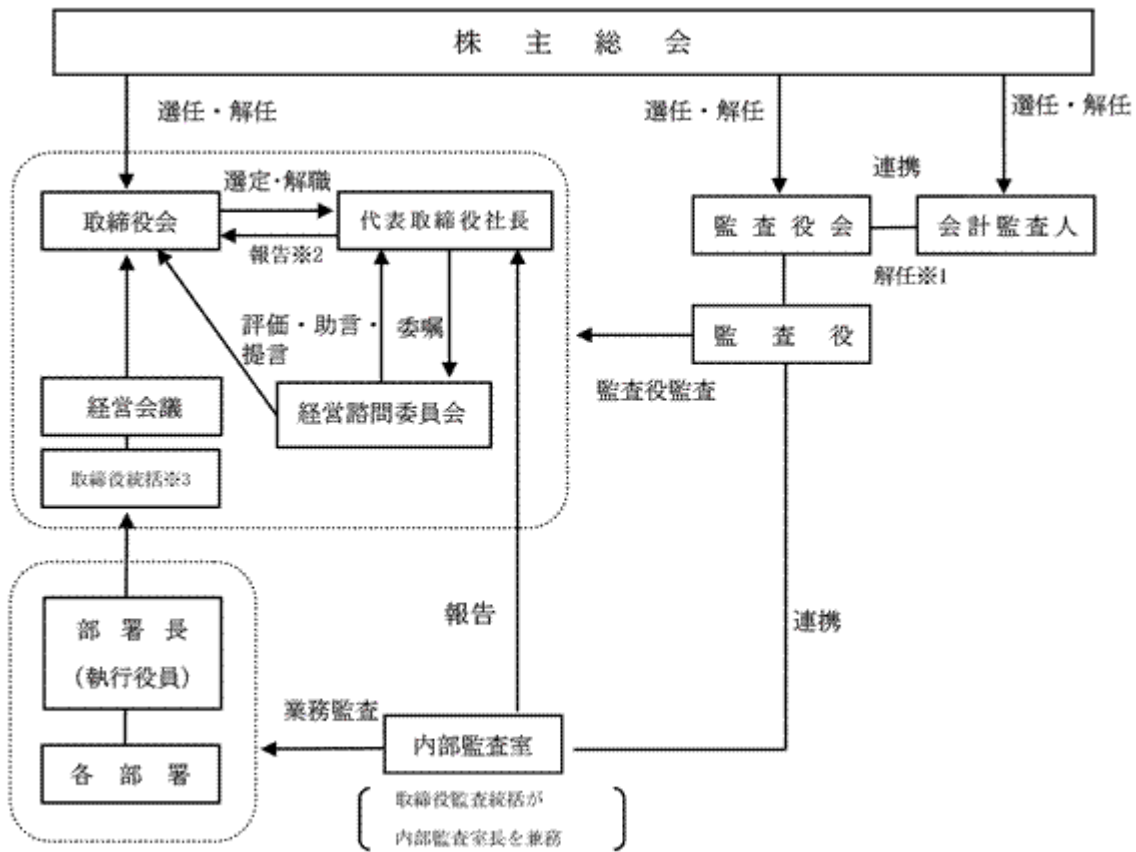 株主総会
選任・解任
選任・解任
選任・解任
連携
選定・解職
取締役会
代表取締役社長
監査役会
会計監査人
報告※2
解任※1
評価・助言・
提言
委嘱
監査役
監査役監査
経営会議
経営諮問委員会
取締役統括※3
部署長
(執行役員)
報告
連携
業務監査
内部監査室
各部署
取締役監査統括が
内部監査室長を兼務